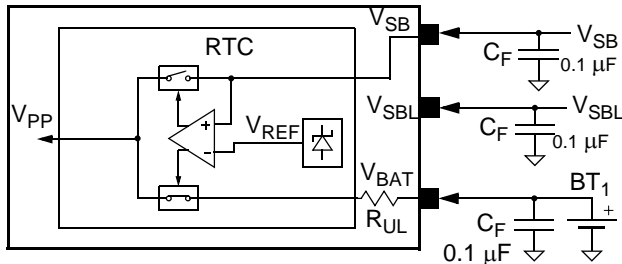 V_SB
RTC
V_SB
C_F
0.1 µF
V_PP
+
V_REF
-
V_SBL
V_SBL
C_F
0.1 µF
V_BAT
R_UL
BT_1
+
C_F
0.1 µF